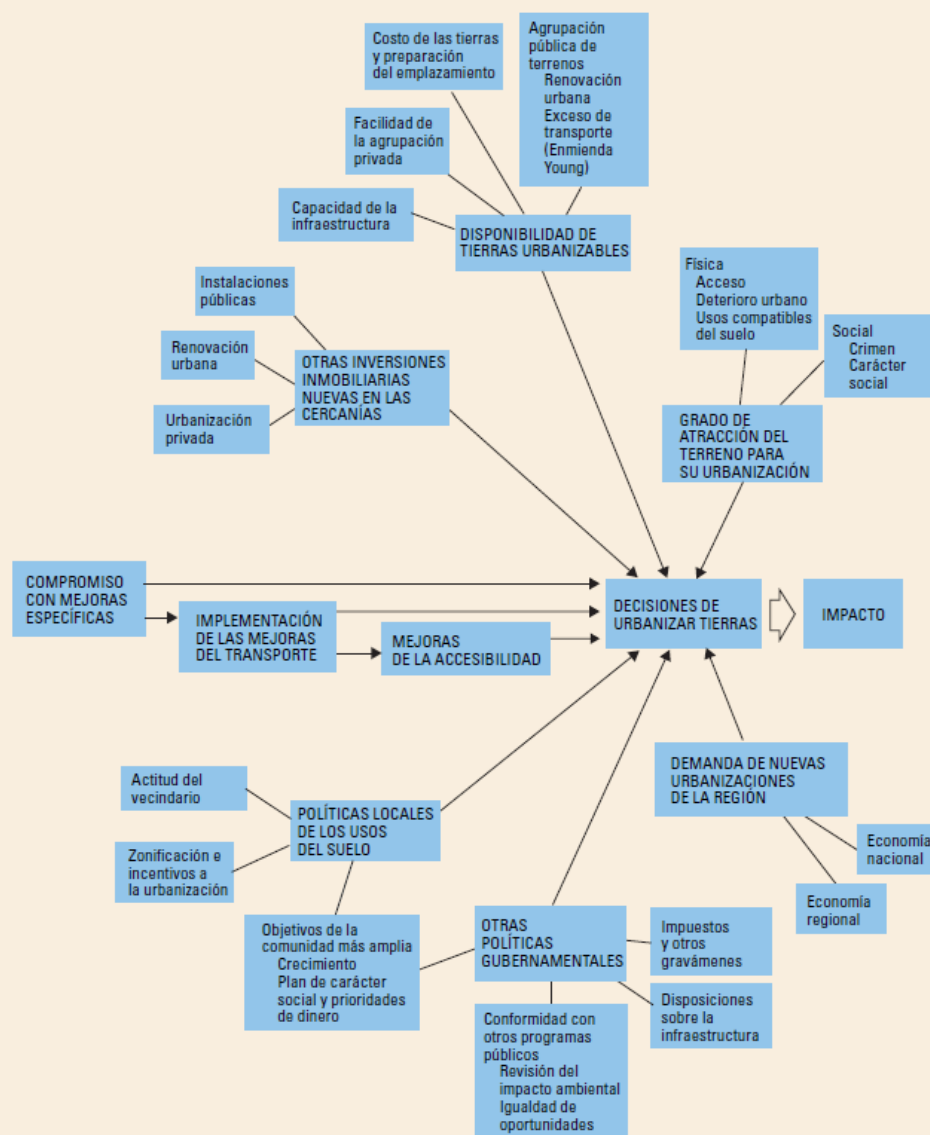 Costo de las tierras
y preparación
del emplazamiento
Agrupación
pública de
terrenos
Renovación
urbana
Exceso de
transporte
(Enmienda
Young)
Facilidad de
la agrupación
privada
Capacidad de la
infraestructura
DISPONIBILIDAD DE
TIERRAS URBANIZABLES
Instalaciones
públicas
Renovación
urbana
Urbanización
privada
OTRAS INVERSIONES
INMOBILIARIAS
NUEVAS EN LAS
CERCANÍAS
Física
Acceso
Deterioro urbano
Usos compatibles
del suelo
Social
Crimen
Carácter
social
GRADO DE
ATRACCIÓN DEL
TERRENO PARA
SU URBANIZACIÓN
COMPROMISO
CON MEJORAS
ESPECÍFICAS
IMPLEMENTACIÓN
DE LAS MEJORAS
DEL TRANSPORTE
MEJORAS
DE LA ACCESIBILIDAD
DECISIONES DE
URBANIZAR TIERRAS
IMPACTO
Actitud del
vecindario
Zonificación e
incentivos a
la urbanización
POLÍTICAS LOCALES
DE LOS USOS
DEL SUELO
Objetivos de la
comunidad más amplia
Crecimiento
Plan de carácter
social y prioridades
de dinero
OTRAS
POLÍTICAS
GUBERNAMENTALES
Conformidad con
otros programas
públicos
Revisión del
impacto ambiental
Igualdad de
oportunidades
Impuestos
y otros
gravámenes
Disposiciones
sobre la
infraestructura
DEMANDA DE NUEVAS
URBANIZACIONES
DE LA REGIÓN
Economía
nacional
Economía
regional